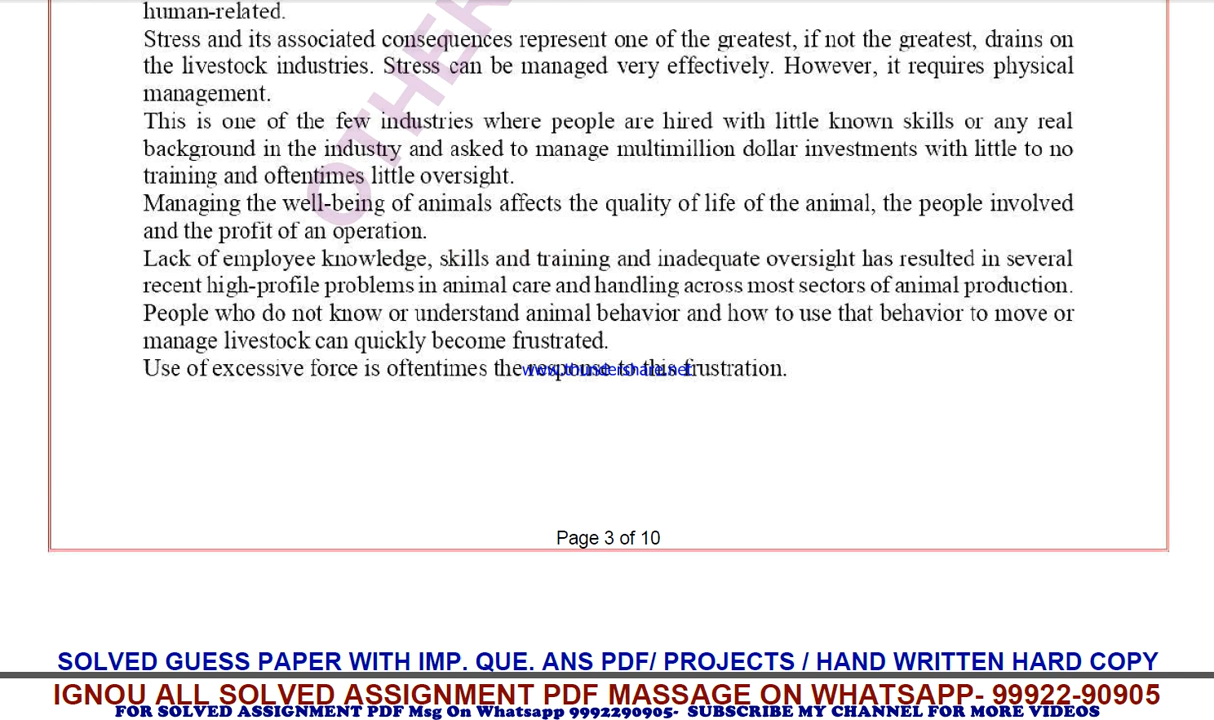 human-related.
Stress and its associated consequences represent one of the greatest, if not the greatest, drains on
the livestock industries. Stress can be managed very effectively. However, it requires physical
management.
This is one of the few industries where people are hired with little known skills or any real
background in the industry and asked to manage multimillion dollar investments with little to no
training and oftentimes little oversight.
Managing the well-being of animals affects the quality of life of the animal, the people involved
and the profit of an operation.
Lack of employee knowledge, skills and training and inadequate oversight has resulted in several
recent high-profile problems in animal care and handling across most sectors of animal production.
People who do not know or understand animal behavior and how to use that behavior to move or
manage livestock can quickly become frustrated.
Use of excessive force is oftentimes the response to this frustration.
www.thundershare.net
OTHER
Page 3 of 10
SOLVED GUESS PAPER WITH IMP. QUE. ANS PDF/ PROJECTS / HAND WRITTEN HARD COPY
IGNOU ALL SOLVED ASSIGNMENT PDF MASSAGE ON WHATSAPP- 99922-90905
FOR SOLVED ASSIGNMENT PDF Msg On Whatsapp 9992290905- SUBSCRIBE MY CHANNEL FOR MORE VIDEOS